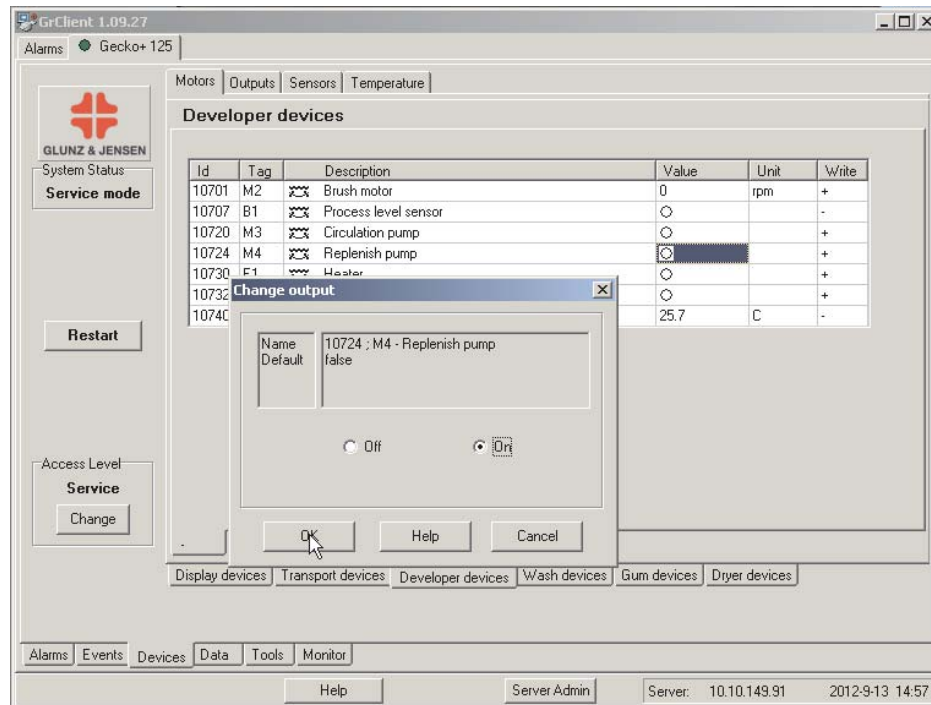 GrClient 1.09.27
Alarms Gecko+ 125
Motors Outputs Sensors Temperature
Developer devices
GLUNZ & JENSEN
System Status
Service mode
Restart
Access Level
Service
Change
Id Tag Description Value Unit Write
10701 M2 Brush motor 0 rpm +
10707 B1 Process level sensor -
10720 M3 Circulation pump +
10724 M4 Replenish pump +
10730 E1 Heater +
10732 +
10740 25.7 C -
Change output
Name 10724 ; M4 - Replenish pump
Default false
Off On
OK Help Cancel
Display devices Transport devices Developer devices Wash devices Gum devices Dryer devices
Alarms Events Devices Data Tools Monitor
Help Server Admin Server: 10.10.149.91 2012-9-13 14:57